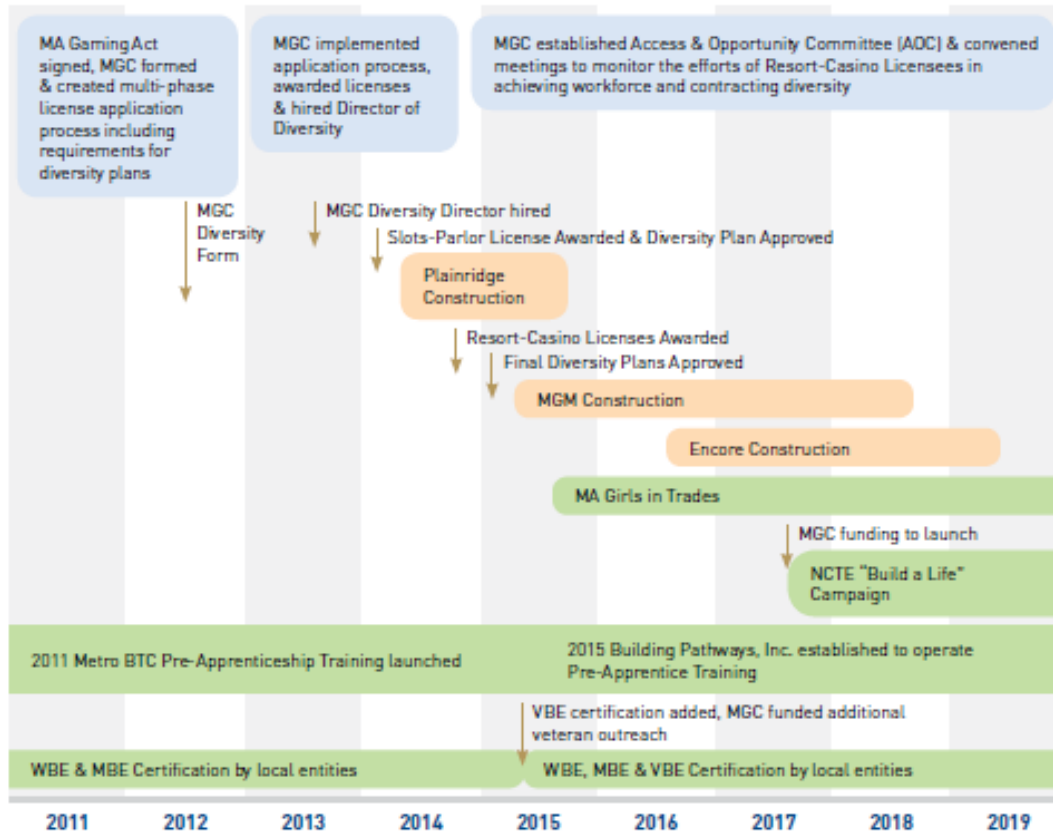 MA Gaming Act
signed, MGC formed
& created multi-phase
license application
process including
requirements for
diversity plans
MGC implemented
application process,
awarded licenses
& hired Director of
Diversity
MGC established Access & Opportunity Committee (AOC) & convened
meetings to monitor the efforts of Resort-Casino Licensees in
achieving workforce and contracting diversity
MGC
Diversity
Form
MGC Diversity Director hired
Slots-Parlor License Awarded & Diversity Plan Approved
Plainridge
Construction
Resort-Casino Licenses Awarded
Final Diversity Plans Approved
MGM Construction
Encore Construction
MA Girls in Trades
MGC funding to launch
NCTE “Build a Life”
Campaign
2011 Metro BTC Pre-Apprenticeship Training launched
2015 Building Pathways, Inc. established to operate
Pre-Apprentice Training
VBE certification added, MGC funded additional
veteran outreach
WBE & MBE Certification by local entities
WBE, MBE & VBE Certification by local entities
2011 2012 2013 2014 2015 2016 2017 2018 2019